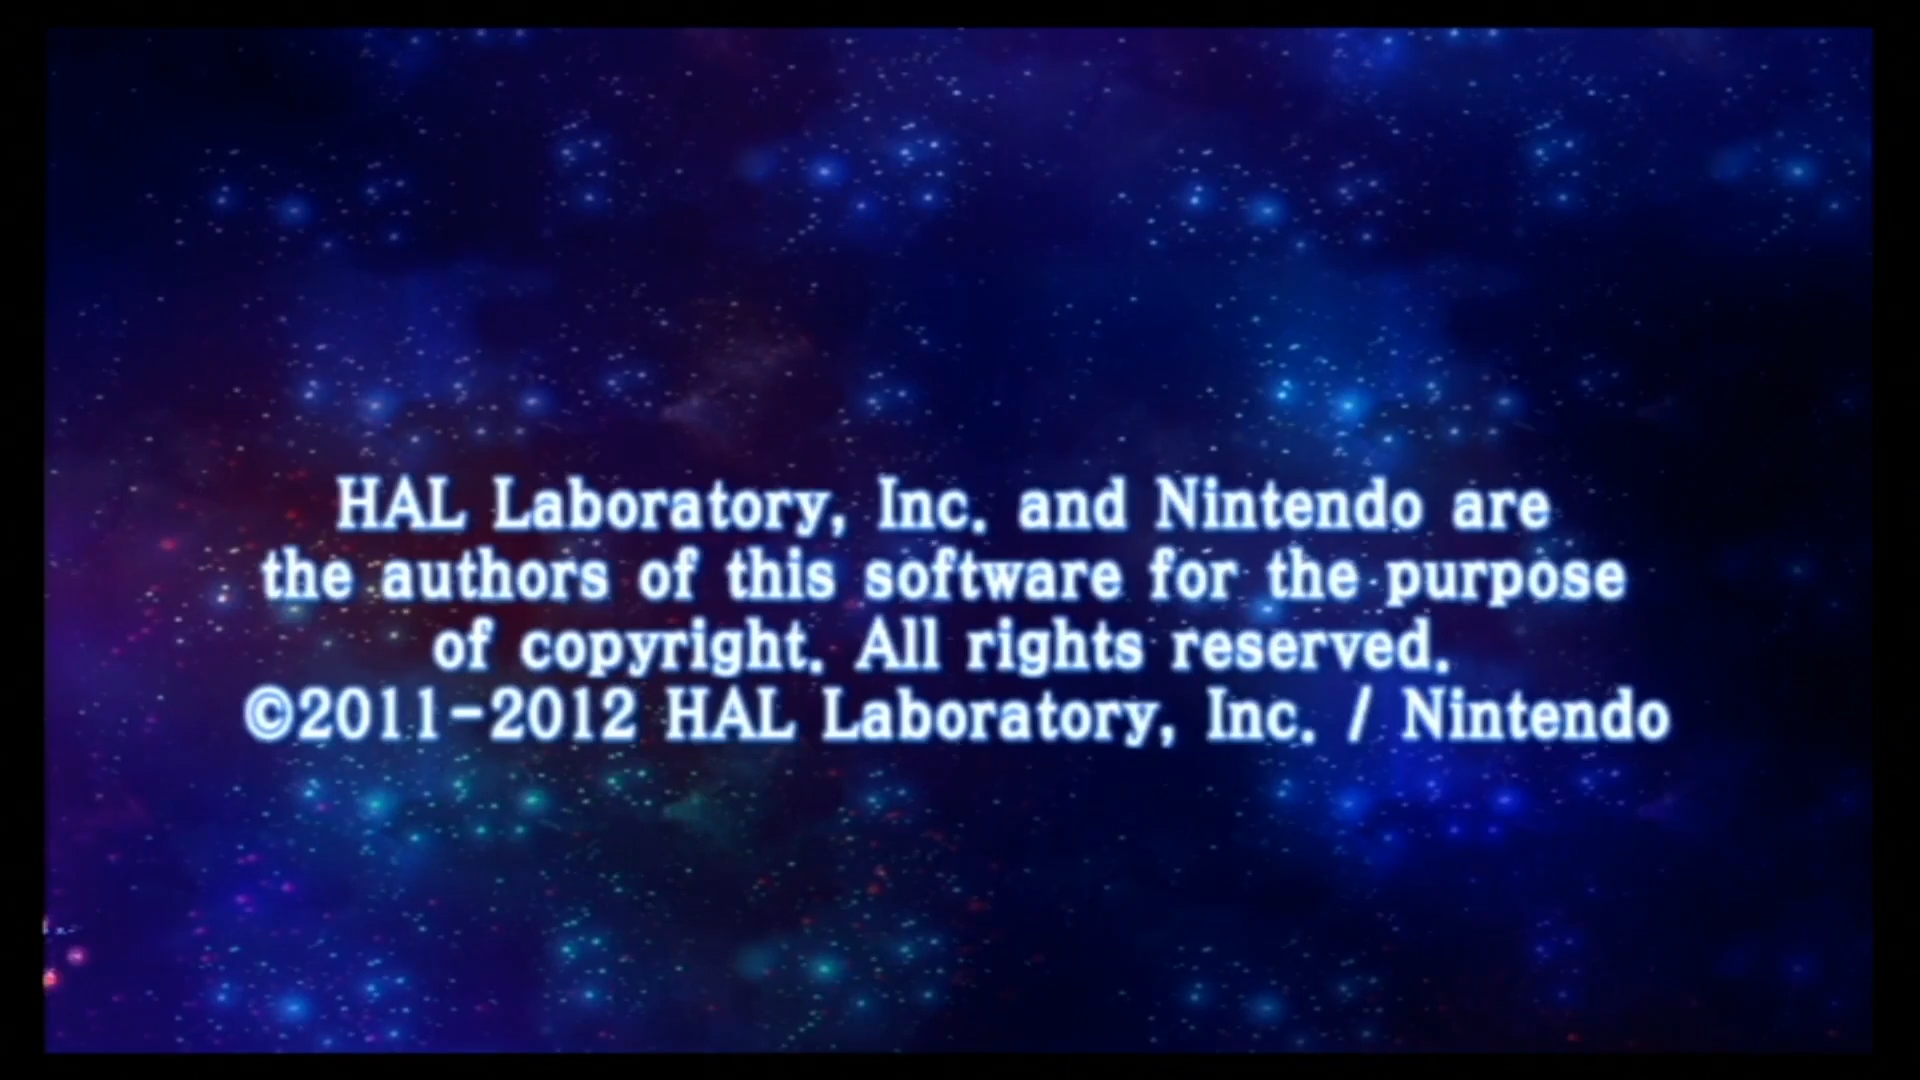 HAL Laboratory, Inc. and Nintendo are
the authors of this software for the purpose
of copyright. All rights reserved.
©2011-2012 HAL Laboratory, Inc. / Nintendo